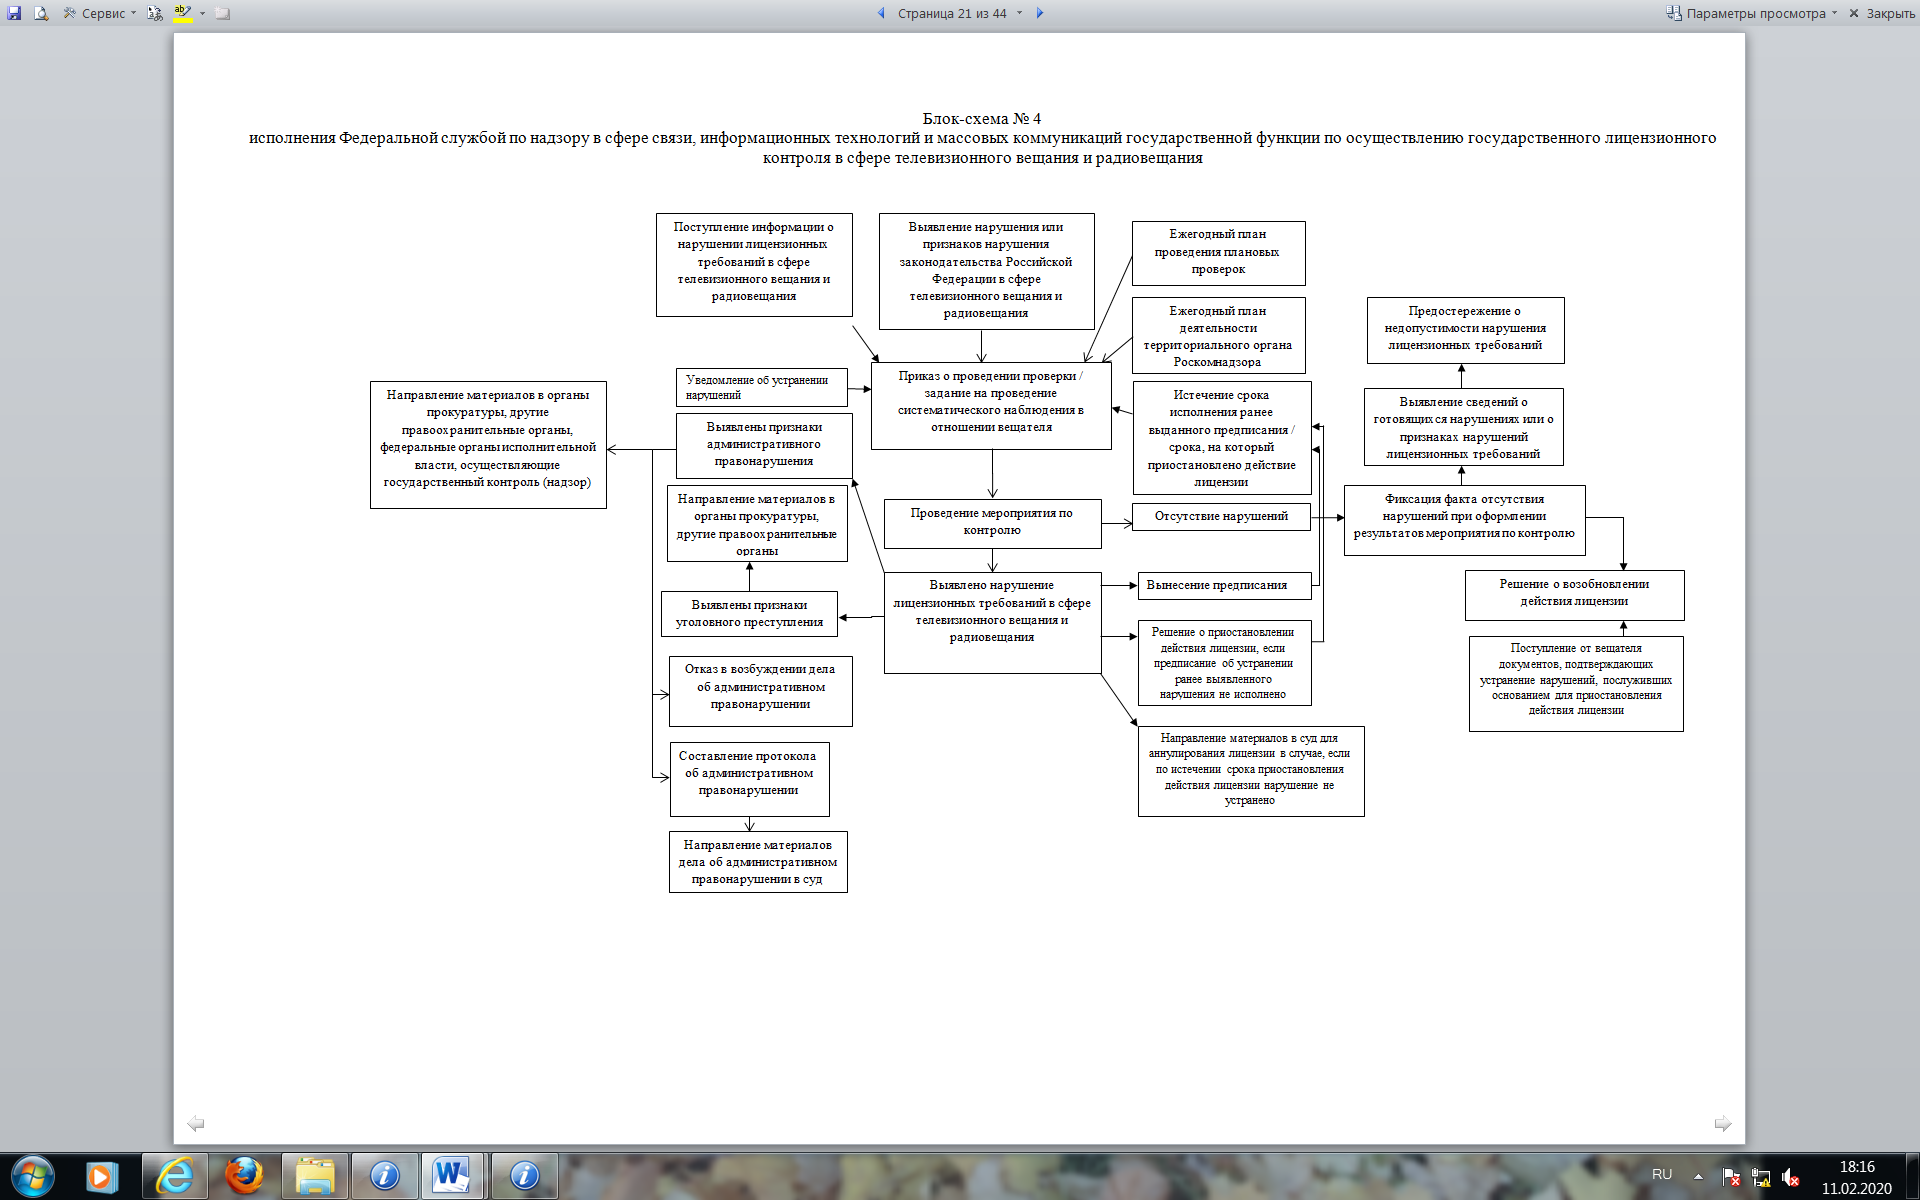 Сервис
Страница 21 из 44
Параметры просмотра
Закрыть
Блок-схема № 4
исполнения Федеральной службой по надзору в сфере связи, информационных технологий и массовых коммуникаций государственной функции по осуществлению государственного лицензионного
контроля в сфере телевизионного вещания и радиовещания
Поступление информации о
нарушении лицензионных
требований в сфере
телевизионного вещания и
радиовещания
Выявление нарушения или
признаков нарушения
законодательства Российской
Федерации в сфере
телевизионного вещания и
радиовещания
Ежегодный план
проведения плановых
проверок
Ежегодный план
деятельности
территориального органа
Роскомнадзора
Предостережение о
недопустимости нарушения
лицензионных требований
Уведомление об устранении
нарушений
Приказ о проведении проверки /
задание на проведение
систематического наблюдения в
отношении вещателя
Истечение срока
исполнения ранее
выданного предписания /
срока, на который
приостановлено действие
лицензии
Выявление сведений о
готовящихся нарушениях или о
признаках нарушений
лицензионных требований
Направление материалов в органы
прокуратуры, другие
правоохранительные органы,
федеральные органы исполнительной
власти, осуществляющие
государственный контроль (надзор)
Выявлены признаки
административного
правонарушения
Направление материалов в
органы прокуратуры,
другие правоохранительные
органы
Проведение мероприятия по
контролю
Отсутствие нарушений
Фиксация факта отсутствия
нарушений при оформлении
результатов мероприятия по контролю
Выявлены признаки
уголовного преступления
Выявлено нарушение
лицензионных требований в сфере
телевизионного вещания и
радиовещания
Вынесение предписания
Решение о возобновлении
действия лицензии
Решение о приостановлении
действия лицензии, если
предписание об устранении
ранее выявленного
нарушения не исполнено
Поступление от вещателя
документов, подтверждающих
устранение нарушений, послуживших
основанием для приостановления
действия лицензии
Отказ в возбуждении дела
об административном
правонарушении
Направление материалов в суд для
аннулирования лицензии в случае, если
по истечении срока приостановления
действия лицензии нарушение не
устранено
Составление протокола
об административном
правонарушении
Направление материалов
дела об административном
правонарушении в суд
RU
18:16
11.02.2020